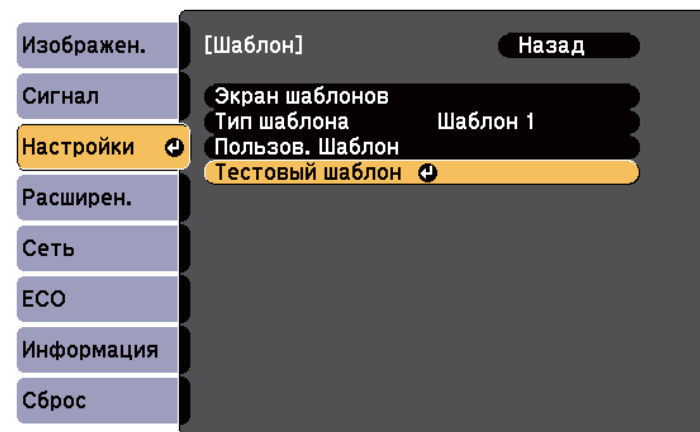 Изображен.
Сигнал
Настройки
Расширен.
Сеть
ECO
Информация
Сброс
[Шаблон] Назад
Экран шаблонов
Тип шаблона Шаблон 1
Пользов. Шаблон
Тестовый шаблон